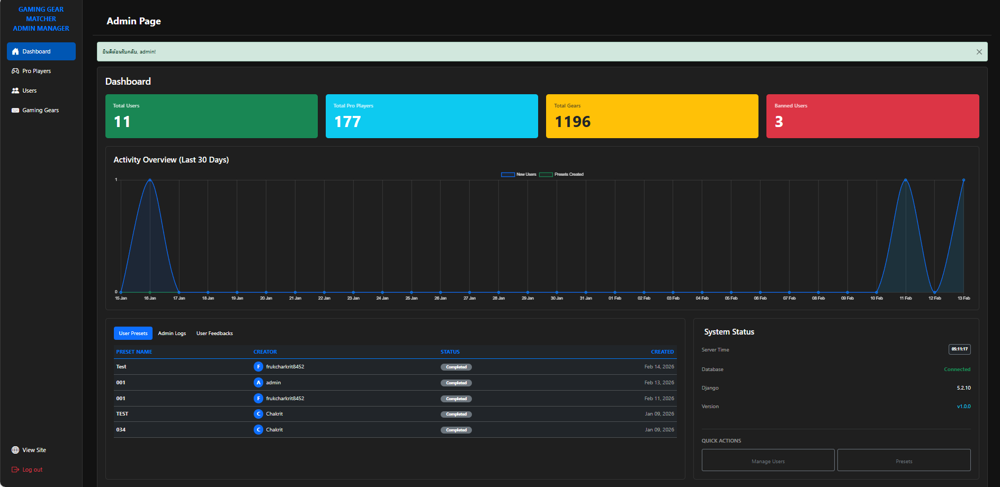 GAMING GEAR
MATCHER
ADMIN MANAGER
Dashboard
Pro Players
Users
Gaming Gears
View Site
Log out
Admin Page
ยินดีต้อนรับกลับ, admin!
Dashboard
Total Users
11
Total Pro Players
177
Total Gears
1196
Banned Users
3
Activity Overview (Last 30 Days)
New Users Presets Created
1
0
15 Jan 16 Jan 17 Jan 18 Jan 19 Jan 20 Jan 21 Jan 22 Jan 23 Jan 24 Jan 25 Jan 26 Jan 27 Jan 28 Jan 29 Jan 30 Jan 31 Jan 01 Feb 02 Feb 03 Feb 04 Feb 05 Feb 06 Feb 07 Feb 08 Feb 09 Feb 10 Feb 11 Feb 12 Feb 13 Feb
User Presets Admin Logs User Feedbacks
PRESET NAME CREATOR STATUS CREATED
Test F frukcharkrit8452 Completed Feb 14, 2026
001 A admin Completed Feb 13, 2026
001 F frukcharkrit8452 Completed Feb 11, 2026
TEST C Chakrit Completed Jan 09, 2026
034 C Chakrit Completed Jan 09, 2026
System Status
Server Time 05:11:17
Database Connected
Django 5.2.10
Version v1.0.0
QUICK ACTIONS
Manage Users Presets